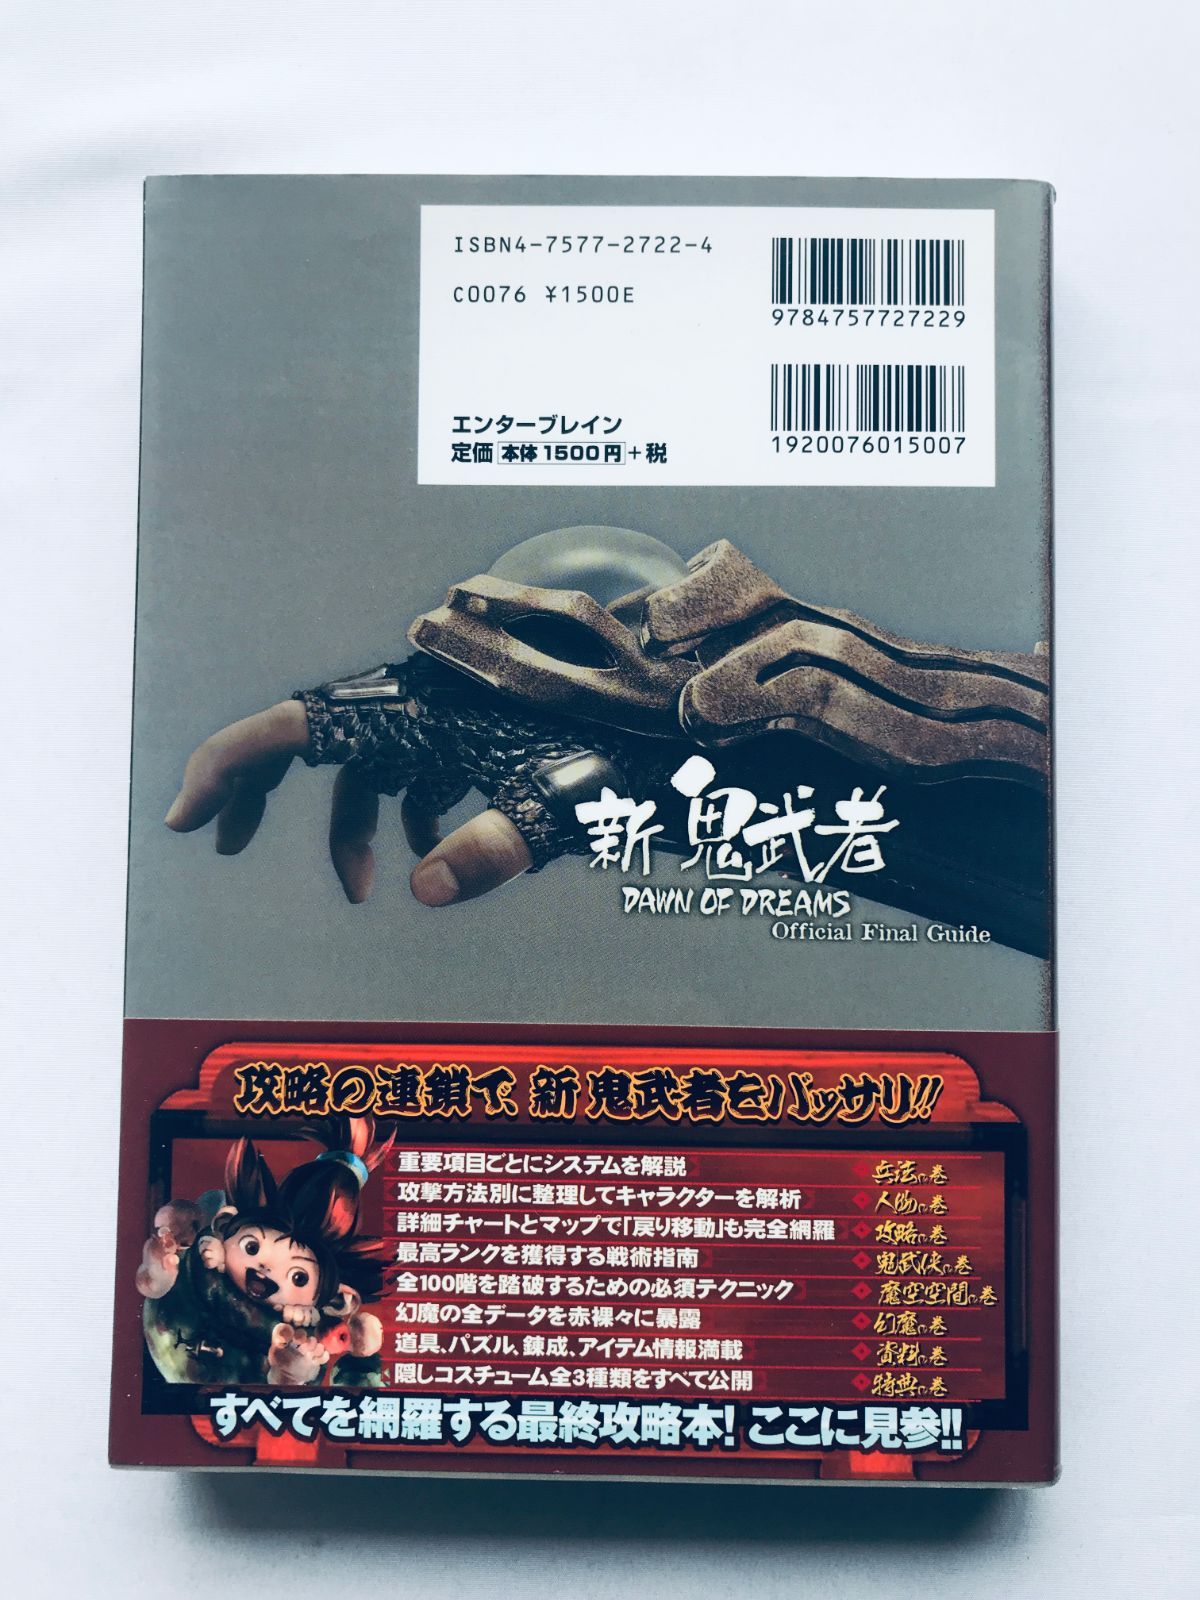 ISBN4-7577-2722-4
C0076 ¥1500E
9784757727229
1920076015007
エンターブレイン
定価 本体1500円+税
新 鬼武者
DAWN OF DREAMS
Official Final Guide
攻略の連鎖で、新 鬼武者をバッサリ!!
重要項目ごとにシステムを解説 兵法の巻
攻撃方法別に整理してキャラクターを解析 人物の巻
詳細チャートとマップで「戻り移動」も完全網羅 攻略の巻
最高ランクを獲得する戦術指南 鬼武侠の巻
全100階を踏破するための必須テクニック 魔空空間の巻
幻魔の全データを赤裸々に暴露 幻魔の巻
道具、パズル、錬成、アイテム情報満載 資料の巻
隠しコスチューム全3種類をすべて公開 特典の巻
すべてを網羅する最終攻略本! ここに見参!!